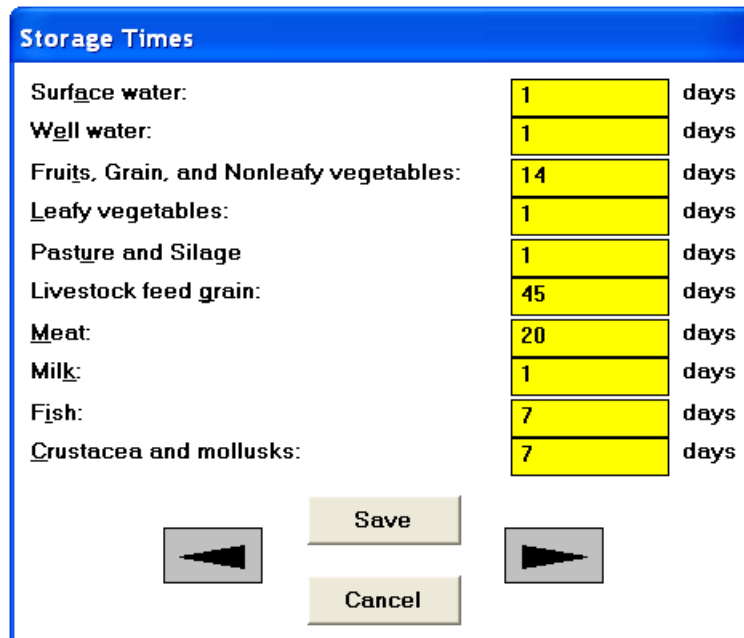 Storage Times
Surface water: 1 days
Well water: 1 days
Fruits, Grain, and Nonleafy vegetables: 14 days
Leafy vegetables: 1 days
Pasture and Silage 1 days
Livestock feed grain: 45 days
Meat: 20 days
Milk: 1 days
Fish: 7 days
Crustacea and mollusks: 7 days
Save
Cancel